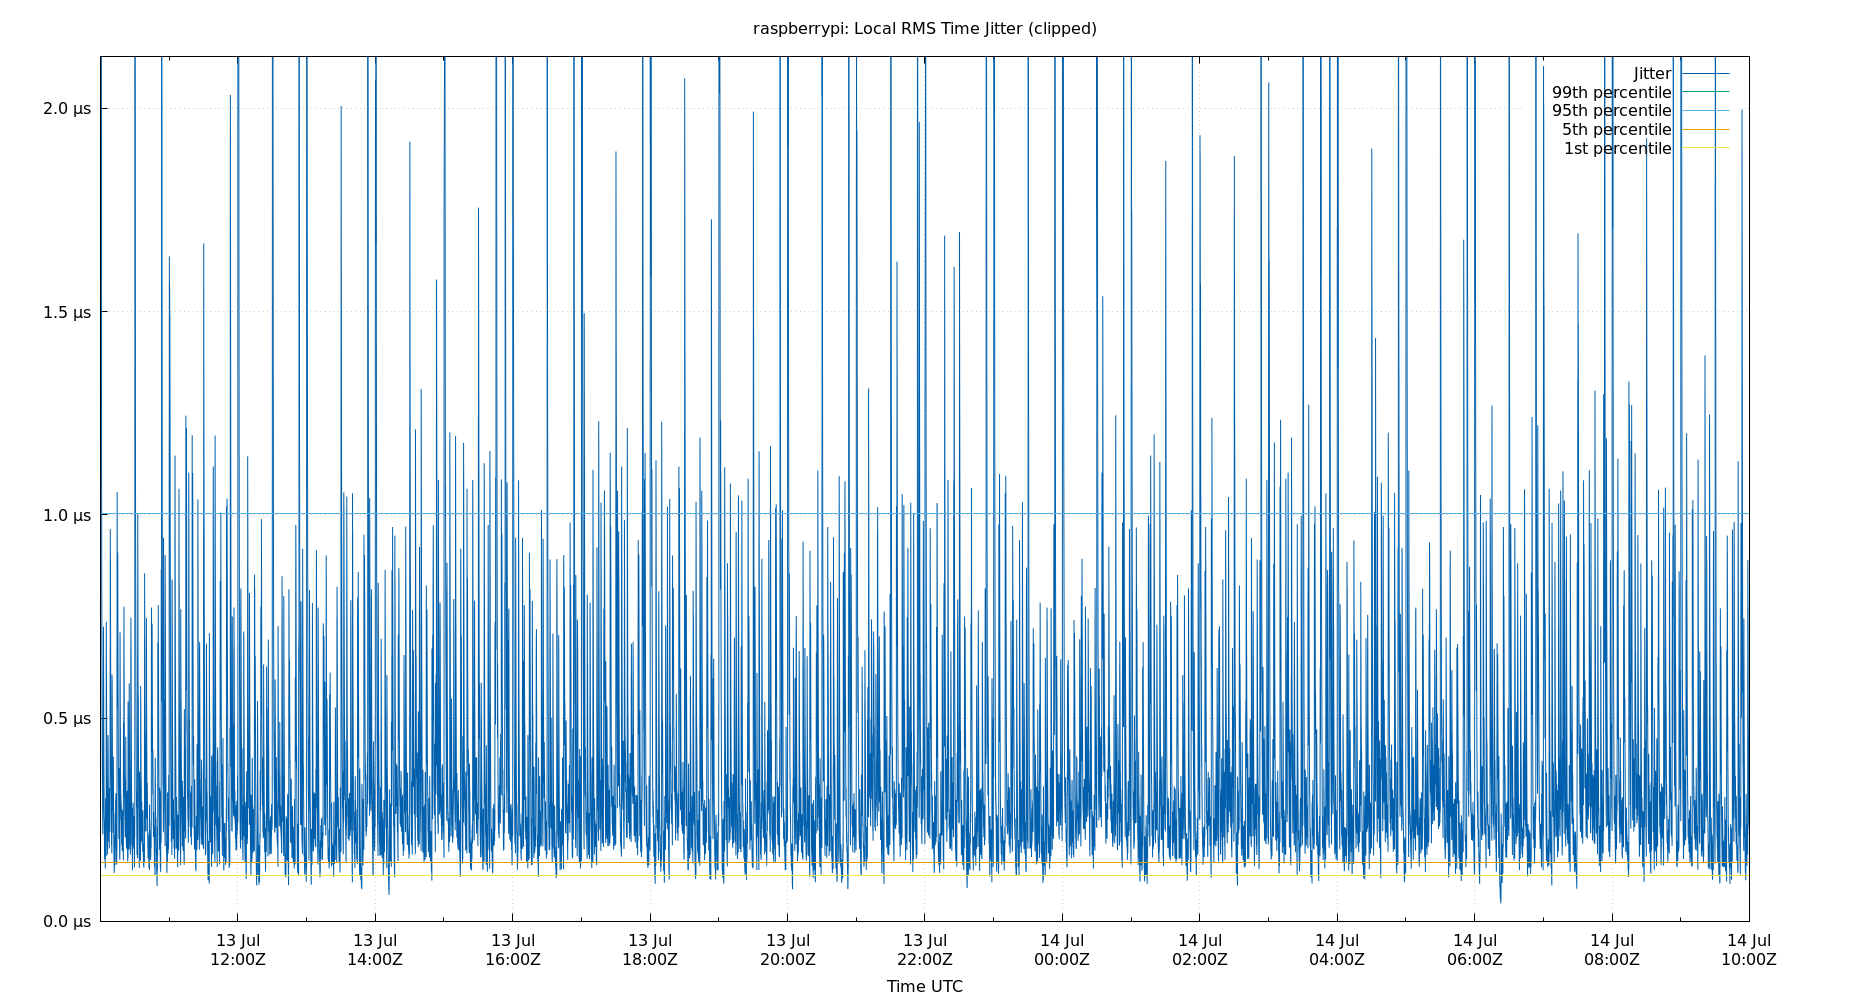 raspberrypi: Local RMS Time Jitter (clipped)
Jitter
99th percentile
95th percentile
5th percentile
1st percentile
2.0 µs
1.5 µs
1.0 µs
0.5 µs
0.0 µs
13 Jul 13 Jul 13 Jul 13 Jul 13 Jul 13 Jul 14 Jul 14 Jul 14 Jul 14 Jul 14 Jul 14 Jul
12:00Z 14:00Z 16:00Z 18:00Z 20:00Z 22:00Z 00:00Z 02:00Z 04:00Z 06:00Z 08:00Z 10:00Z
Time UTC